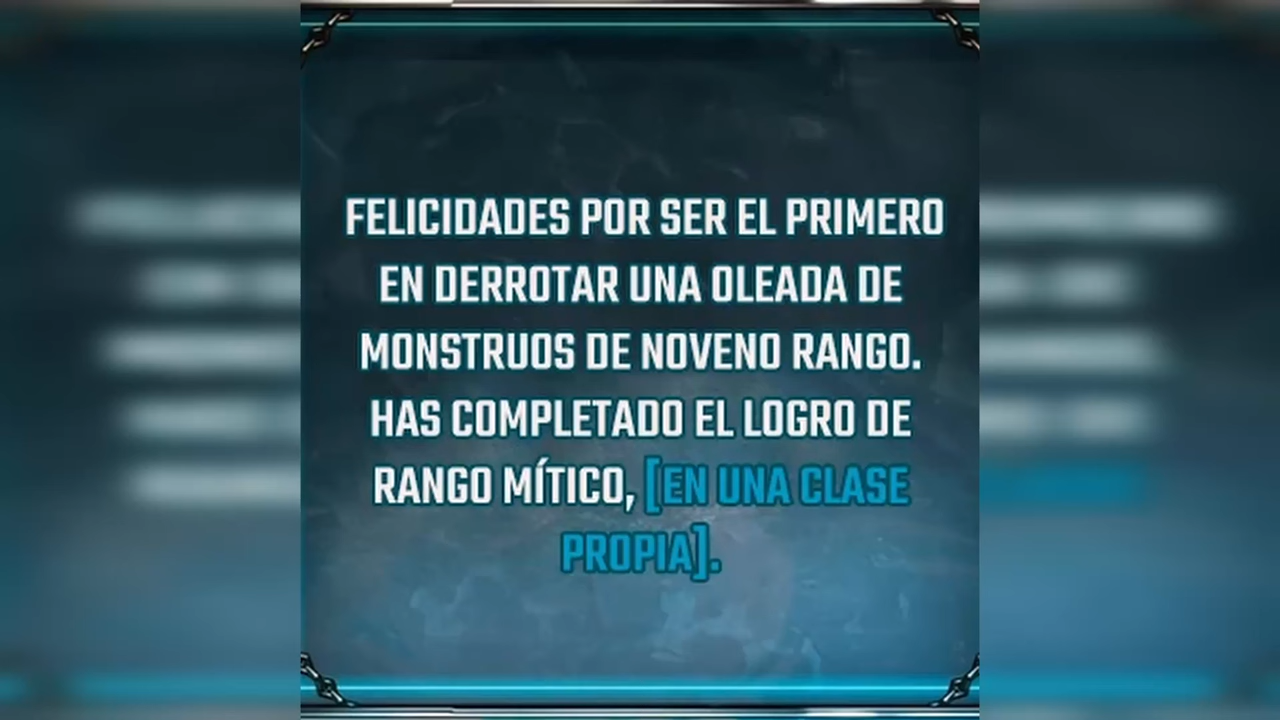 FELICIDADES POR SER EL PRIMERO
EN DERROTAR UNA OLEADA DE
MONSTRUOS DE NOVENO RANGO.
HAS COMPLETADO EL LOGRO DE
RANGO MÍTICO, [EN UNA CLASE
PROPIA].